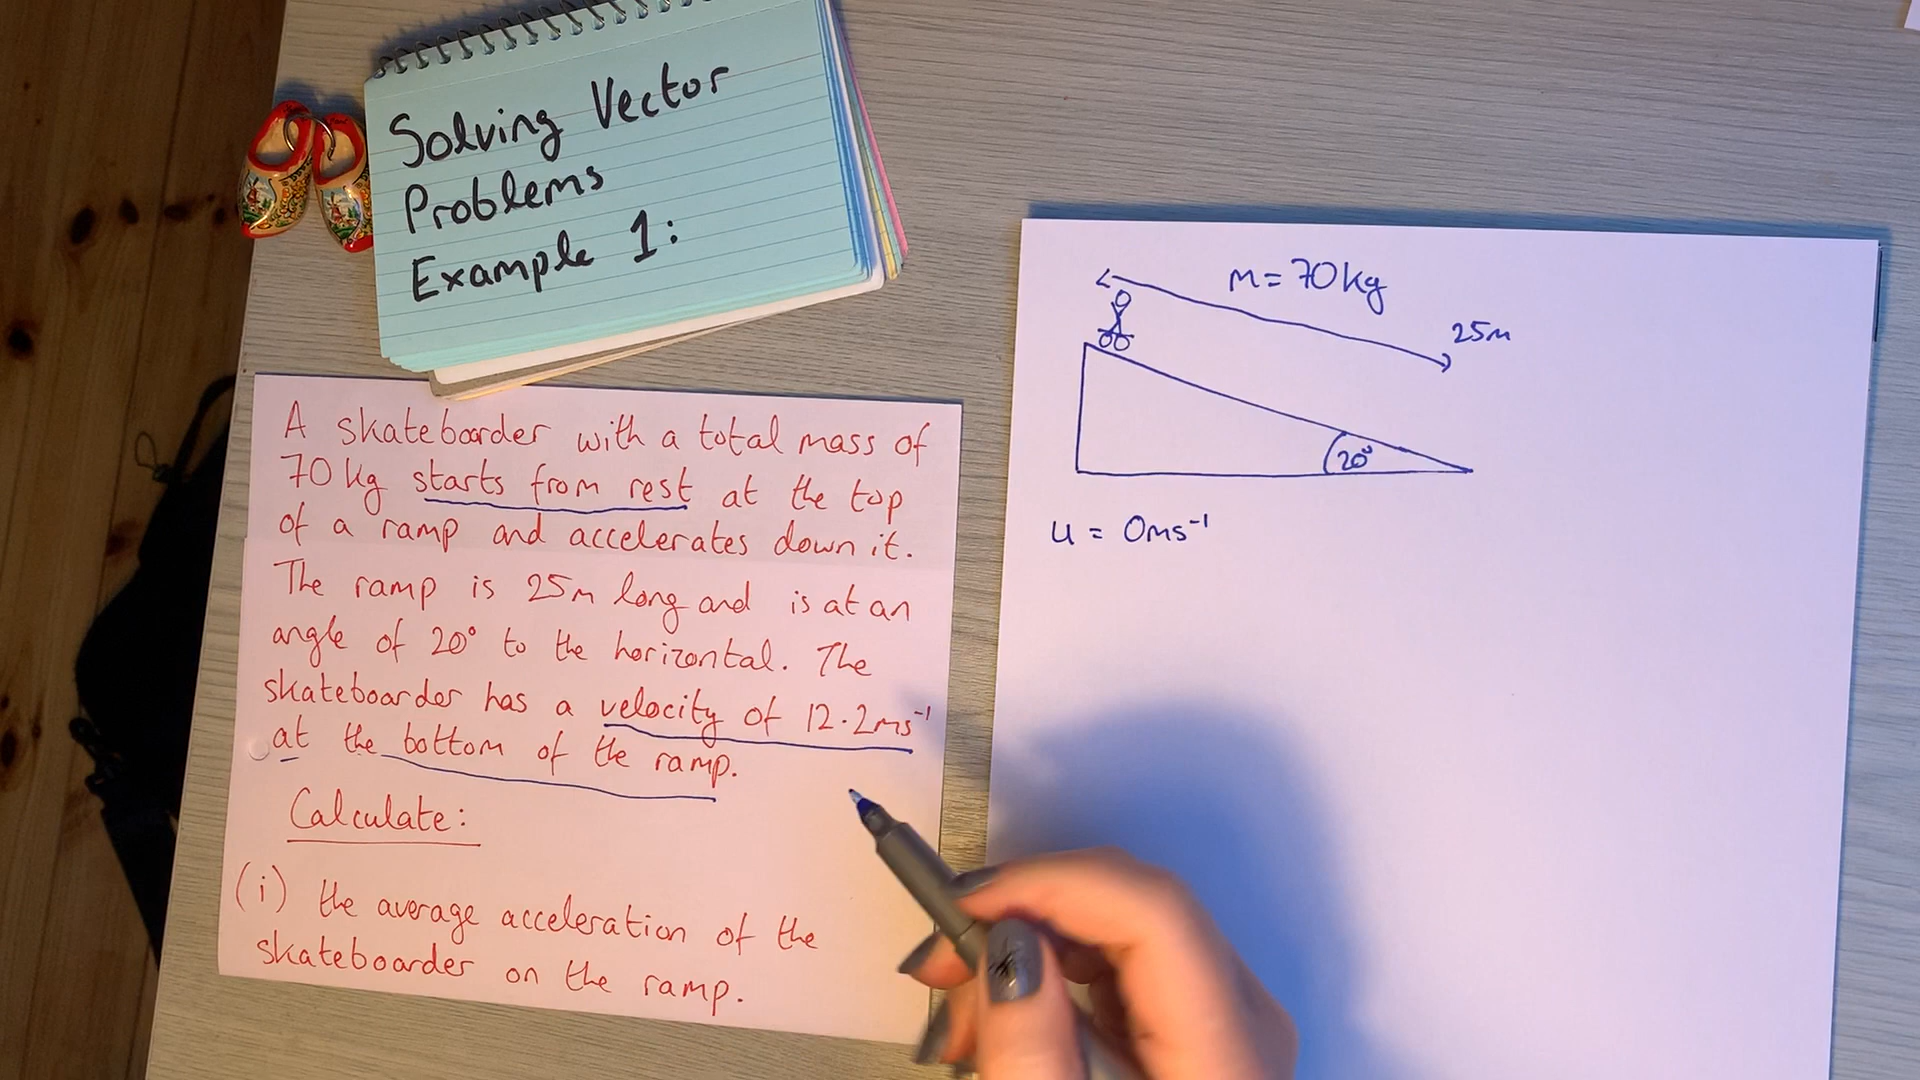 Solving Vector
Problems
Example 1:
A skateboarder with a total mass of
70kg starts from rest at the top
of a ramp and accelerates down it.
The ramp is 25m long and is at an
angle of 20° to the horizontal. The
skateboarder has a velocity of 12.2ms⁻¹
at the bottom of the ramp.
Calculate:
(i) the average acceleration of the
skateboarder on the ramp.
m = 70kg
25m
20°
u = 0ms⁻¹